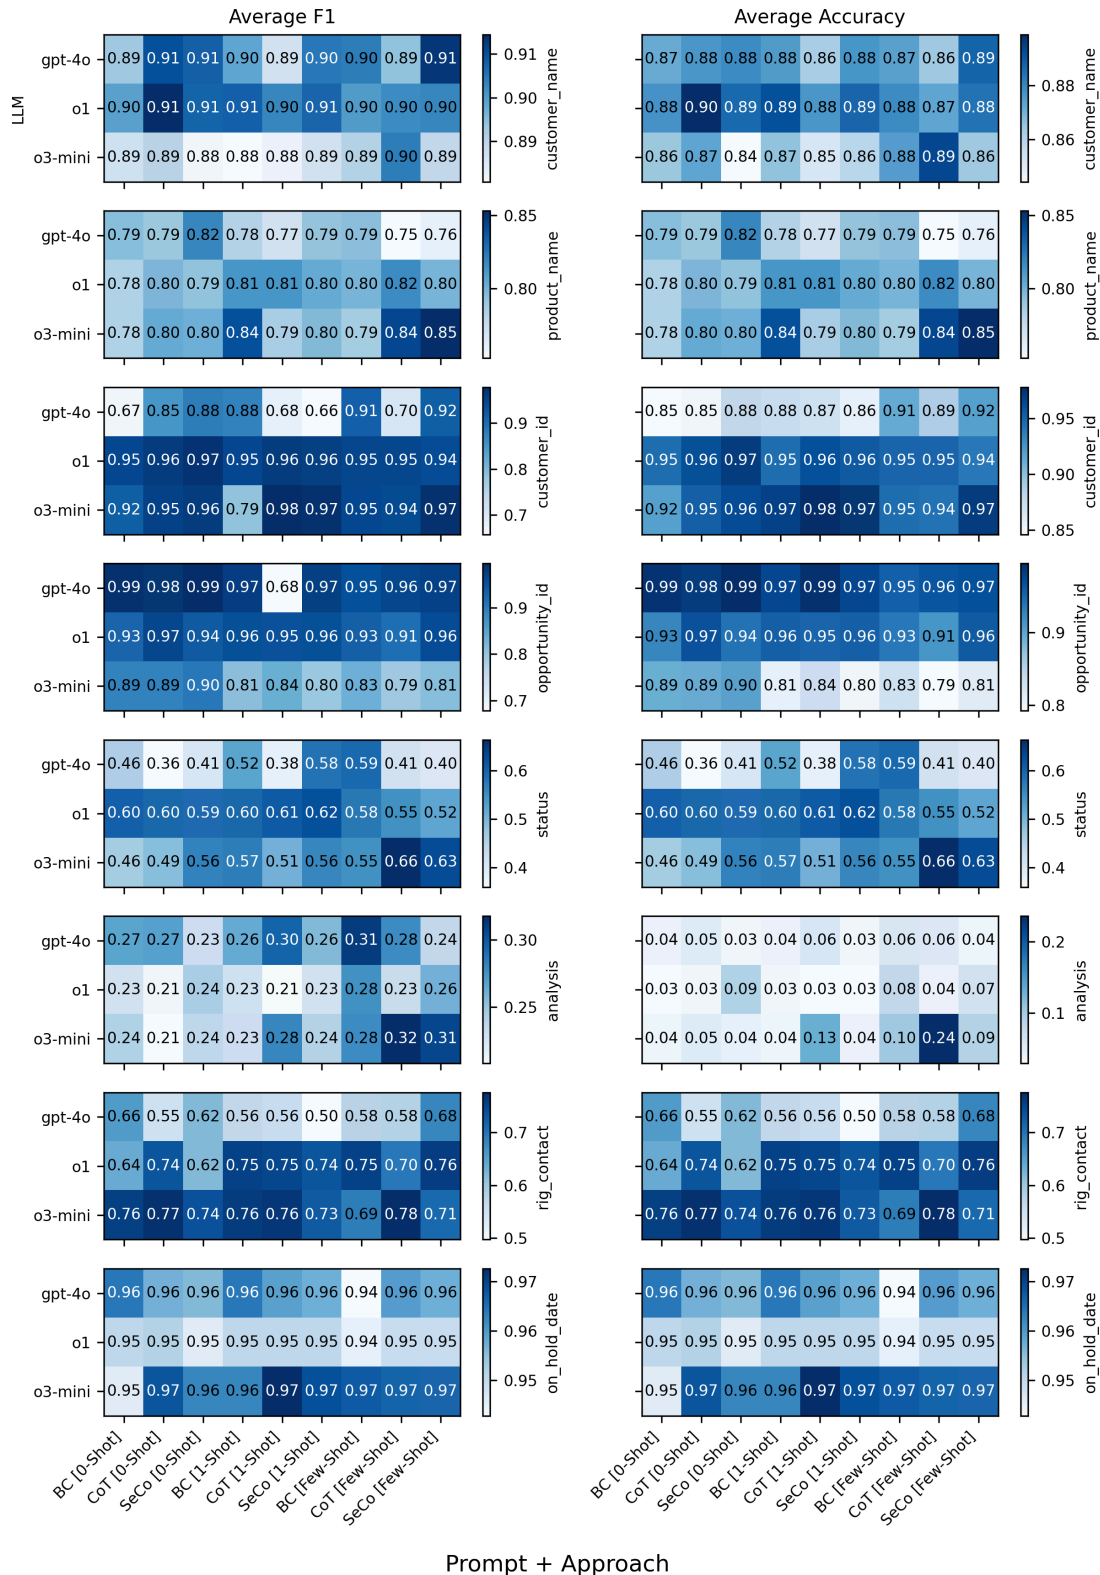 Average F1 Average Accuracy
LLM
gpt-4o 0.89 0.91 0.91 0.90 0.89 0.90 0.90 0.89 0.91
o1 0.90 0.91 0.91 0.91 0.90 0.91 0.90 0.90 0.90
o3-mini 0.89 0.89 0.88 0.88 0.88 0.89 0.89 0.90 0.89
0.91
0.90
0.89
customer_name
0.87 0.88 0.88 0.88 0.86 0.88 0.87 0.86 0.89
0.88 0.90 0.89 0.89 0.88 0.89 0.88 0.87 0.88
0.86 0.87 0.84 0.87 0.85 0.86 0.88 0.89 0.86
0.88
0.86
customer_name
gpt-4o 0.79 0.79 0.82 0.78 0.77 0.79 0.79 0.75 0.76
o1 0.78 0.80 0.79 0.81 0.81 0.80 0.80 0.82 0.80
o3-mini 0.78 0.80 0.80 0.84 0.79 0.80 0.79 0.84 0.85
0.85
0.80
product_name
0.79 0.79 0.82 0.78 0.77 0.79 0.79 0.75 0.76
0.78 0.80 0.79 0.81 0.81 0.80 0.80 0.82 0.80
0.78 0.80 0.80 0.84 0.79 0.80 0.79 0.84 0.85
0.85
0.80
product_name
gpt-4o 0.67 0.85 0.88 0.88 0.68 0.66 0.91 0.70 0.92
o1 0.95 0.96 0.97 0.95 0.96 0.96 0.95 0.95 0.94
o3-mini 0.92 0.95 0.96 0.79 0.98 0.97 0.95 0.94 0.97
0.9
0.8
0.7
customer_id
0.85 0.85 0.88 0.88 0.87 0.86 0.91 0.89 0.92
0.95 0.96 0.97 0.95 0.96 0.96 0.95 0.95 0.94
0.92 0.95 0.96 0.97 0.98 0.97 0.95 0.94 0.97
0.95
0.90
0.85
customer_id
gpt-4o 0.99 0.98 0.99 0.97 0.68 0.97 0.95 0.96 0.97
o1 0.93 0.97 0.94 0.96 0.95 0.96 0.93 0.91 0.96
o3-mini 0.89 0.89 0.90 0.81 0.84 0.80 0.83 0.79 0.81
0.9
0.8
0.7
opportunity_id
0.99 0.98 0.99 0.97 0.99 0.97 0.95 0.96 0.97
0.93 0.97 0.94 0.96 0.95 0.96 0.93 0.91 0.96
0.89 0.89 0.90 0.81 0.84 0.80 0.83 0.79 0.81
0.9
0.8
opportunity_id
gpt-4o 0.46 0.36 0.41 0.52 0.38 0.58 0.59 0.41 0.40
o1 0.60 0.60 0.59 0.60 0.61 0.62 0.58 0.55 0.52
o3-mini 0.46 0.49 0.56 0.57 0.51 0.56 0.55 0.66 0.63
0.6
0.5
0.4
status
0.46 0.36 0.41 0.52 0.38 0.58 0.59 0.41 0.40
0.60 0.60 0.59 0.60 0.61 0.62 0.58 0.55 0.52
0.46 0.49 0.56 0.57 0.51 0.56 0.55 0.66 0.63
0.6
0.5
0.4
status
gpt-4o 0.27 0.27 0.23 0.26 0.30 0.26 0.31 0.28 0.24
o1 0.23 0.21 0.24 0.23 0.21 0.23 0.28 0.23 0.26
o3-mini 0.24 0.21 0.24 0.23 0.28 0.24 0.28 0.32 0.31
0.30
0.25
analysis
0.04 0.05 0.03 0.04 0.06 0.03 0.06 0.06 0.04
0.03 0.03 0.09 0.03 0.03 0.03 0.08 0.04 0.07
0.04 0.05 0.04 0.04 0.13 0.04 0.10 0.24 0.09
0.2
0.1
analysis
gpt-4o 0.66 0.55 0.62 0.56 0.56 0.50 0.58 0.58 0.68
o1 0.64 0.74 0.62 0.75 0.75 0.74 0.75 0.70 0.76
o3-mini 0.76 0.77 0.74 0.76 0.76 0.73 0.69 0.78 0.71
0.7
0.6
0.5
rig_contact
0.66 0.55 0.62 0.56 0.56 0.50 0.58 0.58 0.68
0.64 0.74 0.62 0.75 0.75 0.74 0.75 0.70 0.76
0.76 0.77 0.74 0.76 0.76 0.73 0.69 0.78 0.71
0.7
0.6
0.5
rig_contact
gpt-4o 0.96 0.96 0.96 0.96 0.96 0.96 0.94 0.96 0.96
o1 0.95 0.95 0.95 0.95 0.95 0.95 0.94 0.95 0.95
o3-mini 0.95 0.97 0.96 0.96 0.97 0.97 0.97 0.97 0.97
0.97
0.96
0.95
on_hold_date
0.96 0.96 0.96 0.96 0.96 0.96 0.94 0.96 0.96
0.95 0.95 0.95 0.95 0.95 0.95 0.94 0.95 0.95
0.95 0.97 0.96 0.96 0.97 0.97 0.97 0.97 0.97
0.97
0.96
0.95
on_hold_date
BC [0-Shot]
CoT [0-Shot]
SeCo [0-Shot]
BC [1-Shot]
CoT [1-Shot]
SeCo [1-Shot]
BC [Few-Shot]
CoT [Few-Shot]
SeCo [Few-Shot]
BC [0-Shot]
CoT [0-Shot]
SeCo [0-Shot]
BC [1-Shot]
CoT [1-Shot]
SeCo [1-Shot]
BC [Few-Shot]
CoT [Few-Shot]
SeCo [Few-Shot]
Prompt + Approach